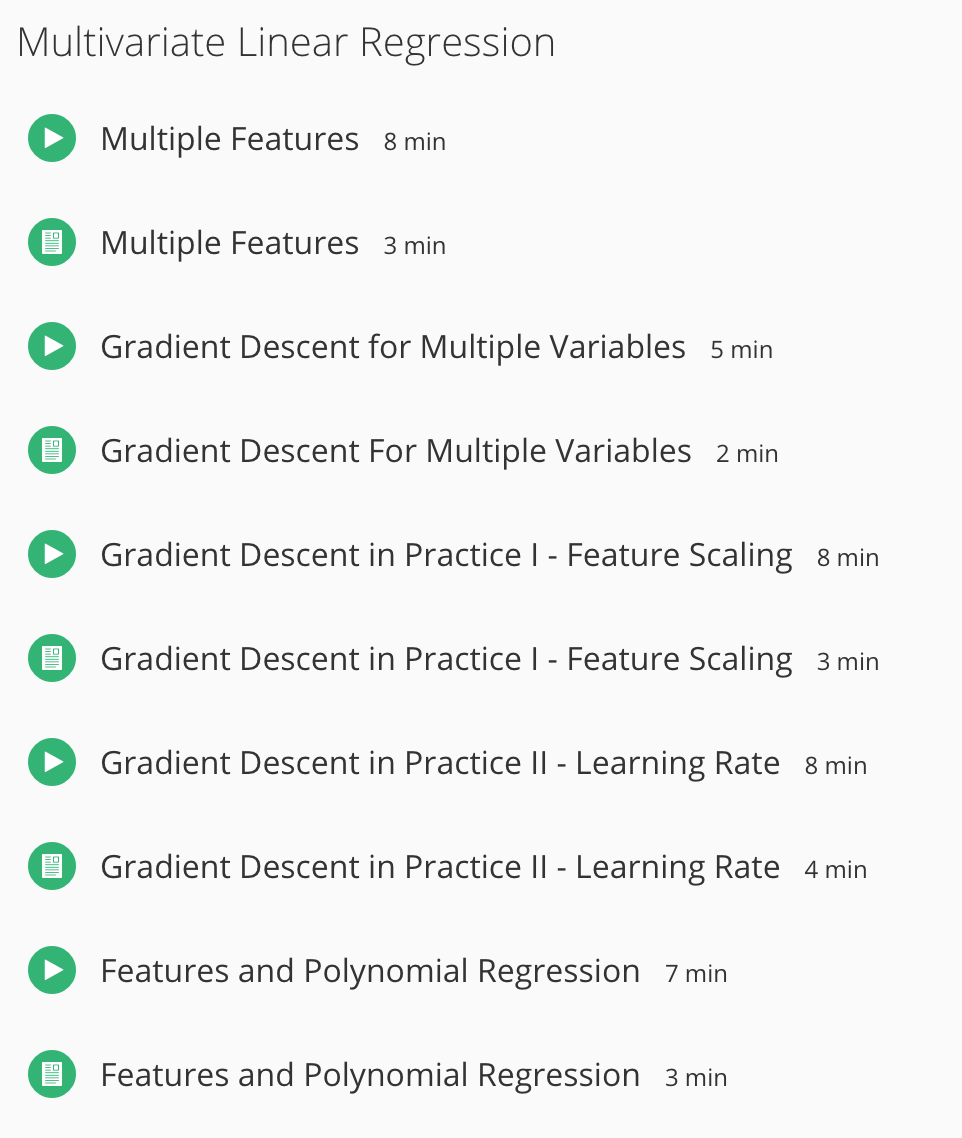 Multivariate Linear Regression
Multiple Features 8 min
Multiple Features 3 min
Gradient Descent for Multiple Variables 5 min
Gradient Descent For Multiple Variables 2 min
Gradient Descent in Practice I - Feature Scaling 8 min
Gradient Descent in Practice I - Feature Scaling 3 min
Gradient Descent in Practice II - Learning Rate 8 min
Gradient Descent in Practice II - Learning Rate 4 min
Features and Polynomial Regression 7 min
Features and Polynomial Regression 3 min